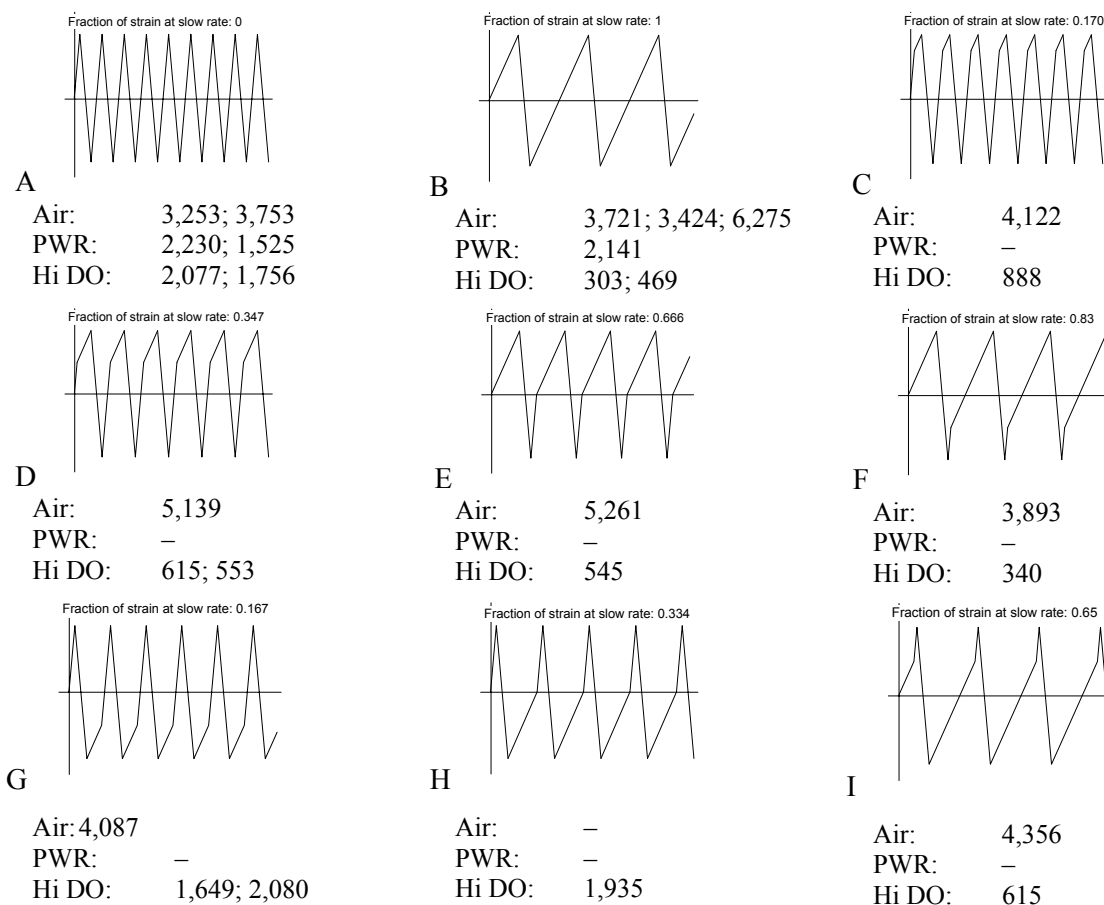 Fraction of strain at slow rate: 0
A
Air: 3,253; 3,753
PWR: 2,230; 1,525
Hi DO: 2,077; 1,756
Fraction of strain at slow rate: 1
B
Air: 3,721; 3,424; 6,275
PWR: 2,141
Hi DO: 303; 469
Fraction of strain at slow rate: 0.170
C
Air: 4,122
PWR: –
Hi DO: 888
Fraction of strain at slow rate: 0.347
D
Air: 5,139
PWR: –
Hi DO: 615; 553
Fraction of strain at slow rate: 0.666
E
Air: 5,261
PWR: –
Hi DO: 545
Fraction of strain at slow rate: 0.83
F
Air: 3,893
PWR: –
Hi DO: 340
Fraction of strain at slow rate: 0.167
G
Air: 4,087
PWR: –
Hi DO: 1,649; 2,080
Fraction of strain at slow rate: 0.334
H
Air: –
PWR: –
Hi DO: 1,935
Fraction of strain at slow rate: 0.65
I
Air: 4,356
PWR: –
Hi DO: 615